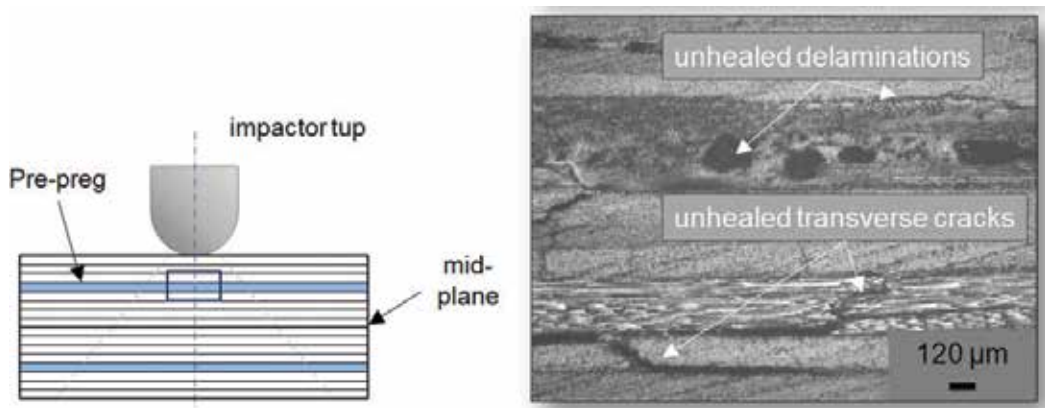 impactor tup
Pre-preg
mid-
plane
unhealed delaminations
unhealed transverse cracks
120 µm